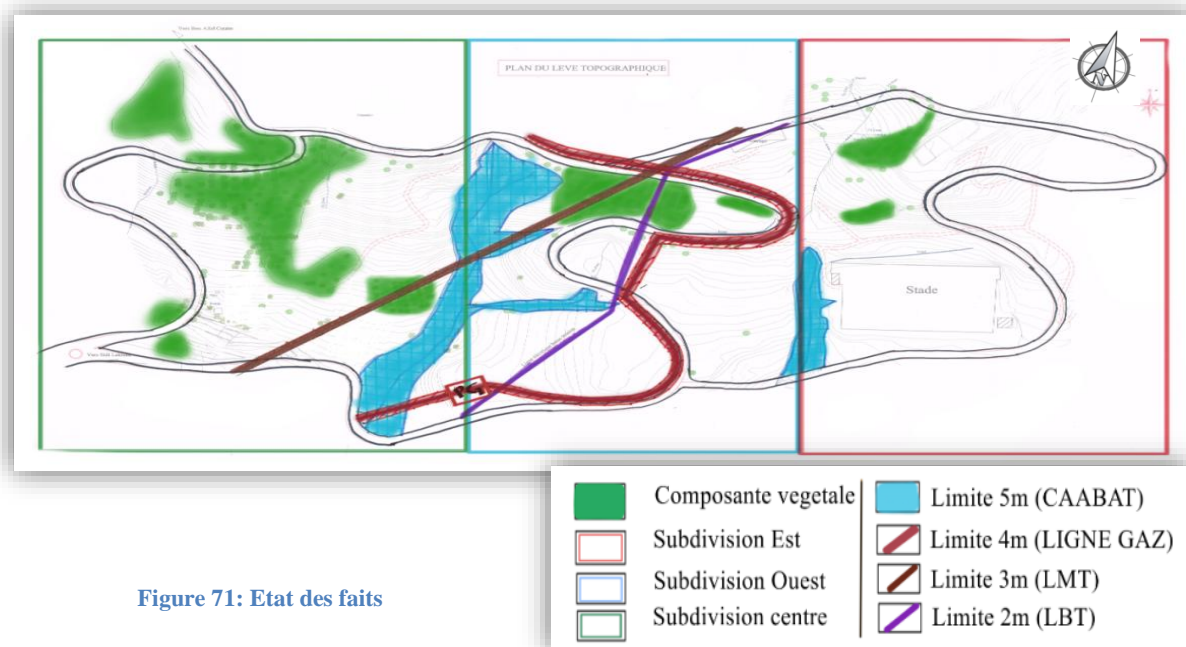 PLAN DU LEVE TOPOGRAPHIQUE
N
Stade
PG
Composante vegetale
Subdivision Est
Subdivision Ouest
Subdivision centre
Limite 5m (CAABAT)
Limite 4m (LIGNE GAZ)
Limite 3m (LMT)
Limite 2m (LBT)
Figure 71: Etat des faits